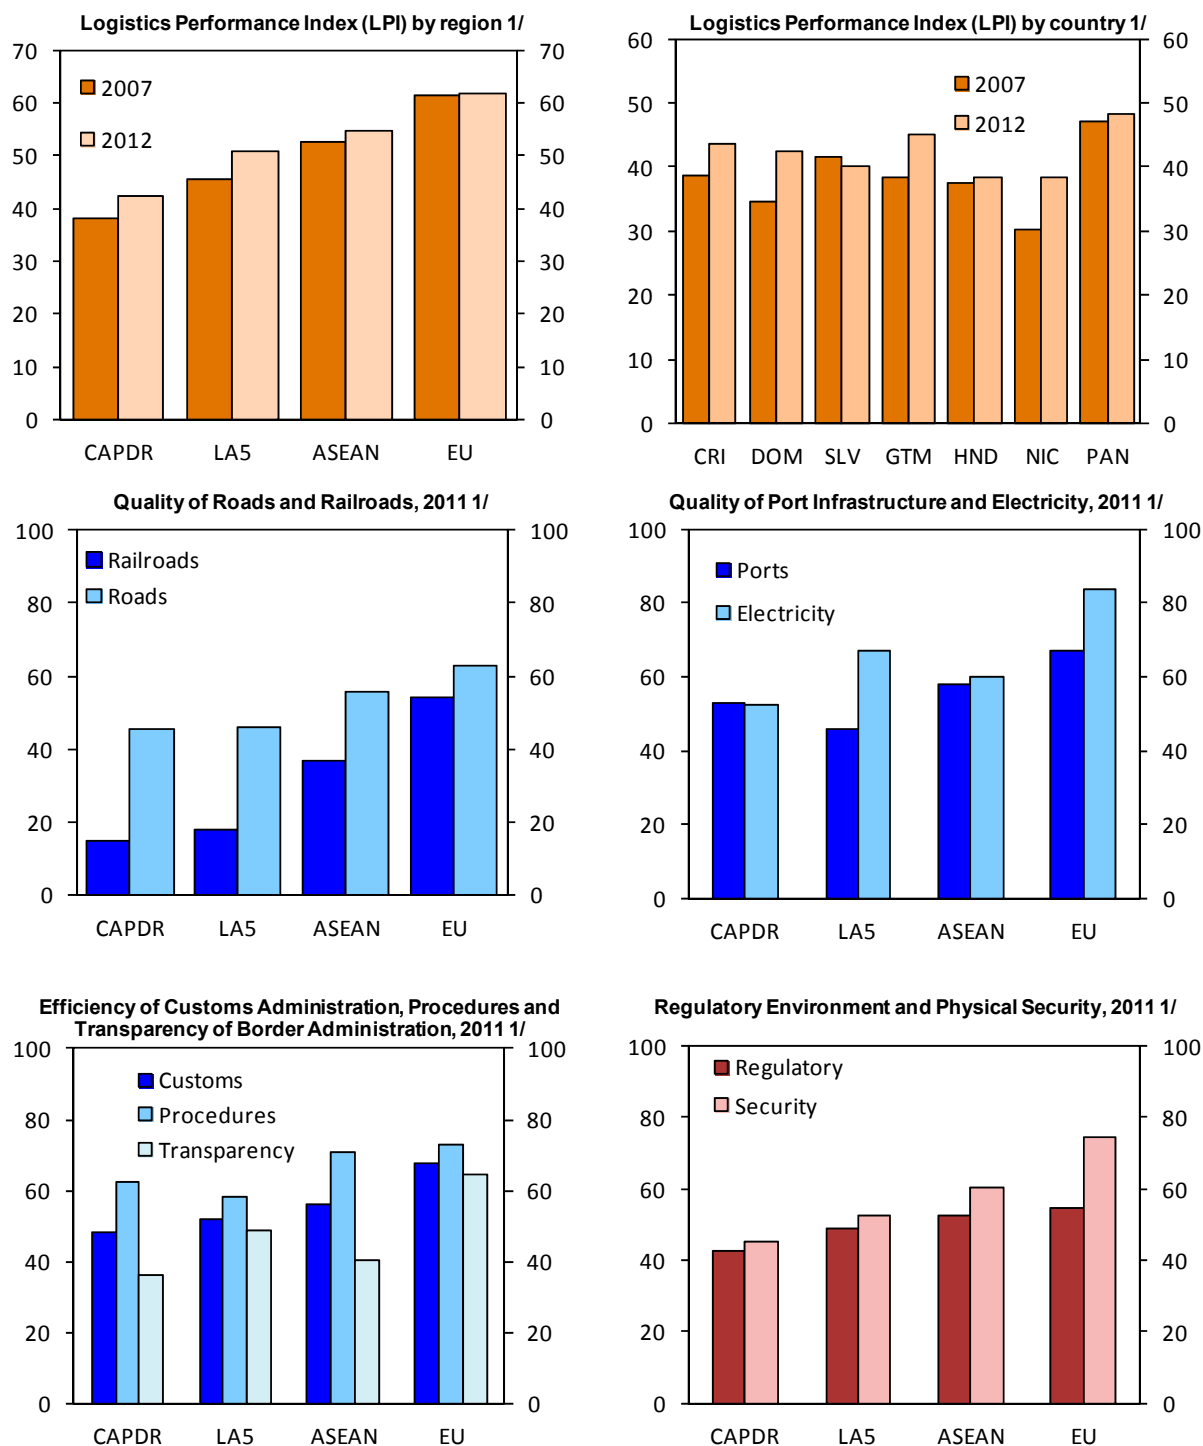 Logistics Performance Index (LPI) by region 1/
70 70
60 60
50 50
40 40
30 30
20 20
10 10
0 0
2007
2012
CAPDR LA5 ASEAN EU
Logistics Performance Index (LPI) by country 1/
60 60
50 50
40 40
30 30
20 20
10 10
0 0
2007
2012
CRI DOM SLV GTM HND NIC PAN
Quality of Roads and Railroads, 2011 1/
100 100
80 80
60 60
40 40
20 20
0 0
Railroads
Roads
CAPDR LA5 ASEAN EU
Quality of Port Infrastructure and Electricity, 2011 1/
100 100
80 80
60 60
40 40
20 20
0 0
Ports
Electricity
CAPDR LA5 ASEAN EU
Efficiency of Customs Administration, Procedures and
Transparency of Border Administration, 2011 1/
100 100
80 80
60 60
40 40
20 20
0 0
Customs
Procedures
Transparency
CAPDR LA5 ASEAN EU
Regulatory Environment and Physical Security, 2011 1/
100 100
80 80
60 60
40 40
20 20
0 0
Regulatory
Security
CAPDR LA5 ASEAN EU